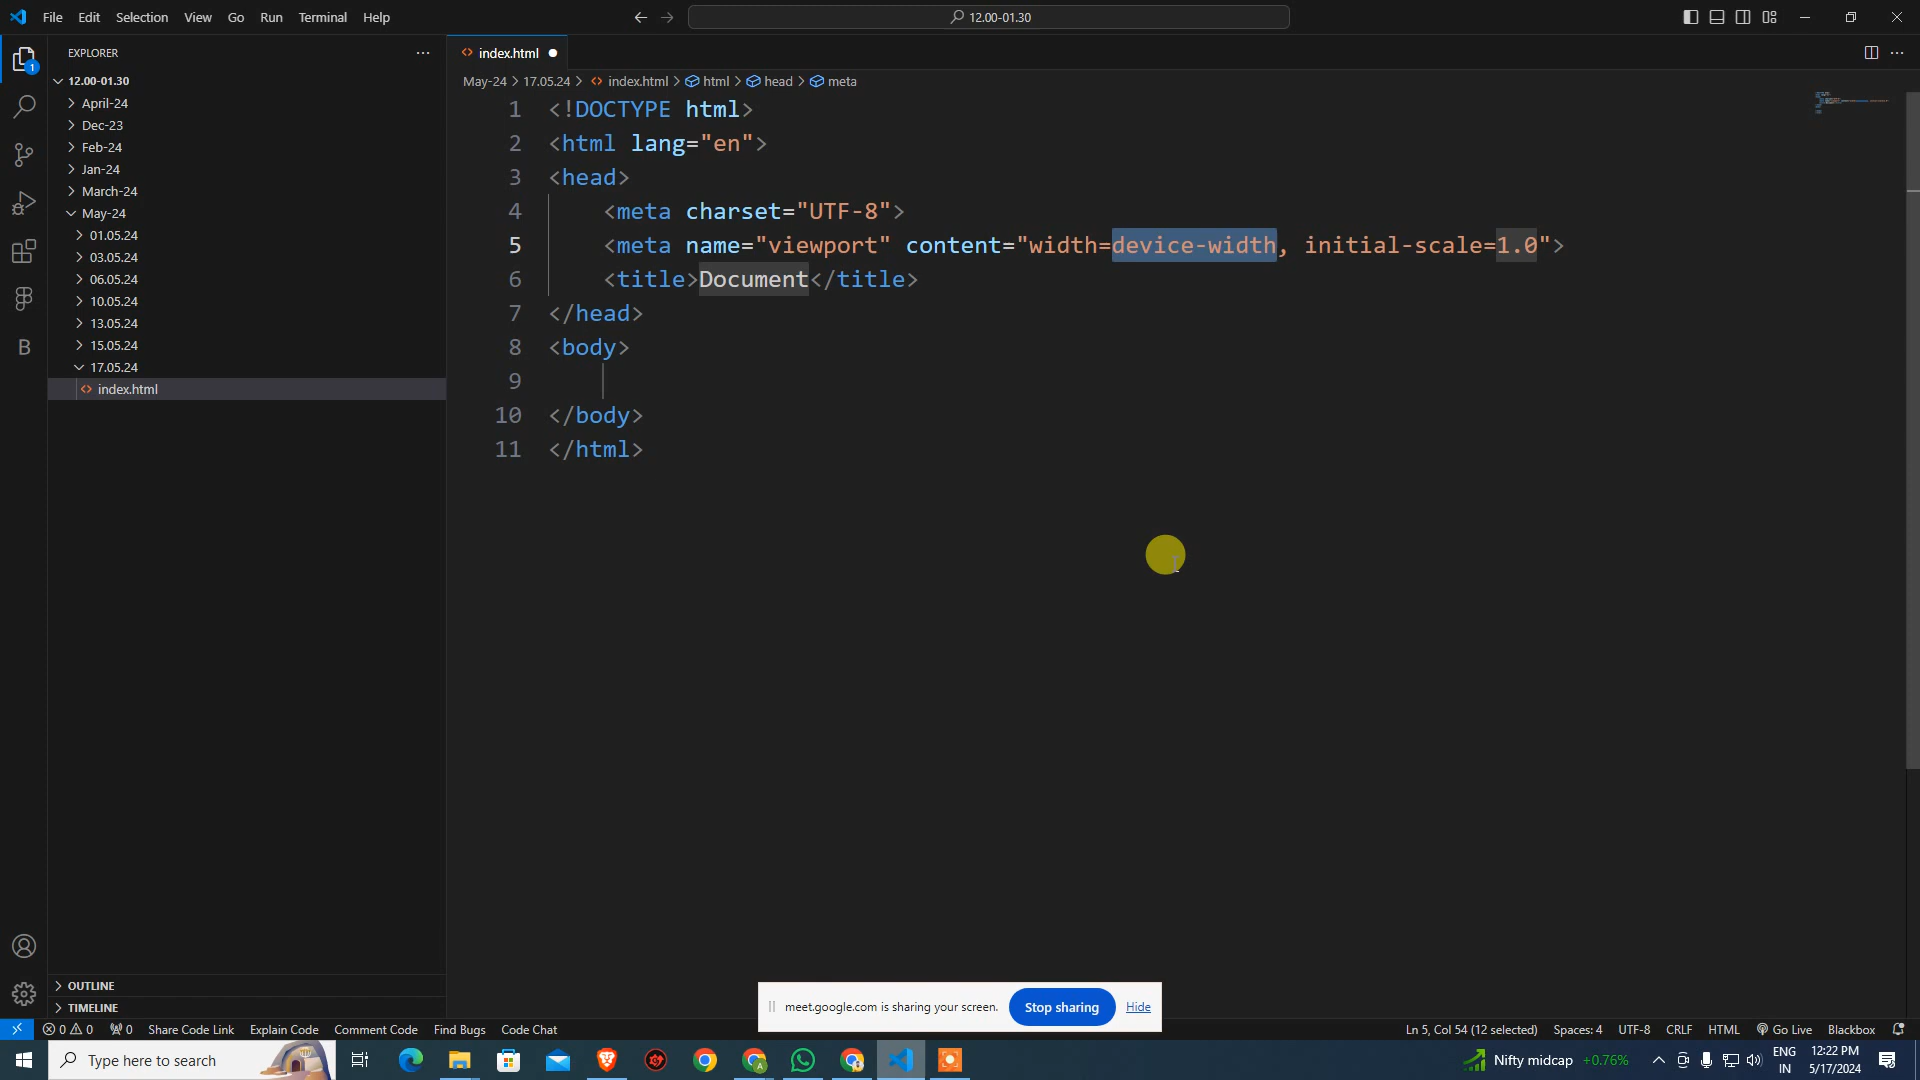 File Edit Selection View Go Run Terminal Help
12.00-01.30
EXPLORER
12.00-01.30
April-24
Dec-23
Feb-24
Jan-24
March-24
May-24
01.05.24
03.05.24
06.05.24
10.05.24
13.05.24
15.05.24
17.05.24
index.html
OUTLINE
TIMELINE
index.html
May-24 > 17.05.24 > index.html > html > head > meta
1 <!DOCTYPE html>
2 <html lang="en">
3 <head>
4 <meta charset="UTF-8">
5 <meta name="viewport" content="width=device-width, initial-scale=1.0">
6 <title>Document</title>
7 </head>
8 <body>
9
10 </body>
11 </html>
1
B
meet.google.com is sharing your screen. Stop sharing Hide
0 0 0 Share Code Link Explain Code Comment Code Find Bugs Code Chat Ln 5, Col 54 (12 selected) Spaces: 4 UTF-8 CRLF HTML Go Live Blackbox
Type here to search
A
Nifty midcap +0.76%
ENG
IN
12:22 PM
5/17/2024